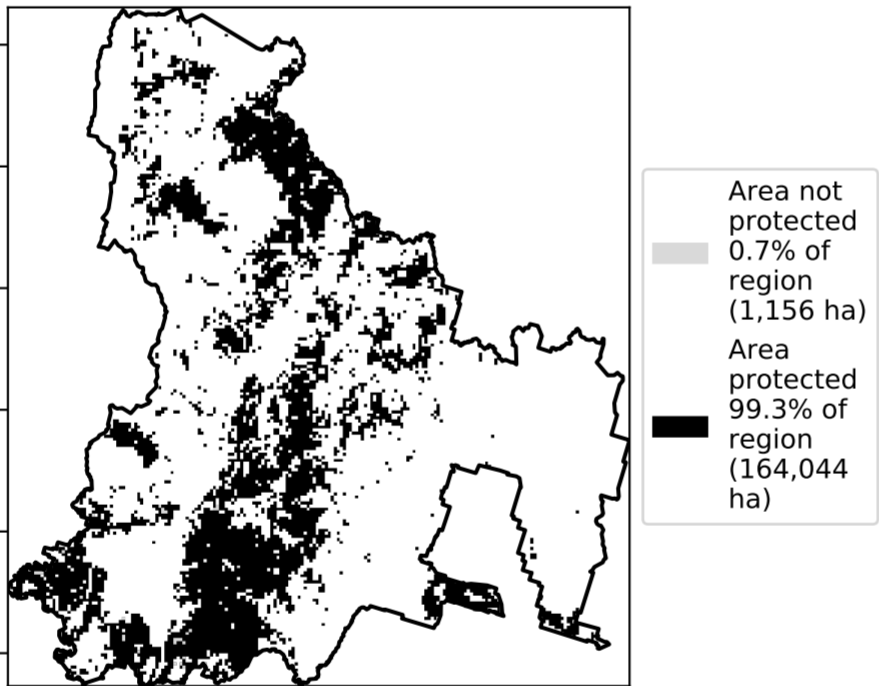 Area not
protected
0.7% of
region
(1,156 ha)
Area
protected
99.3% of
region
(164,044
ha)